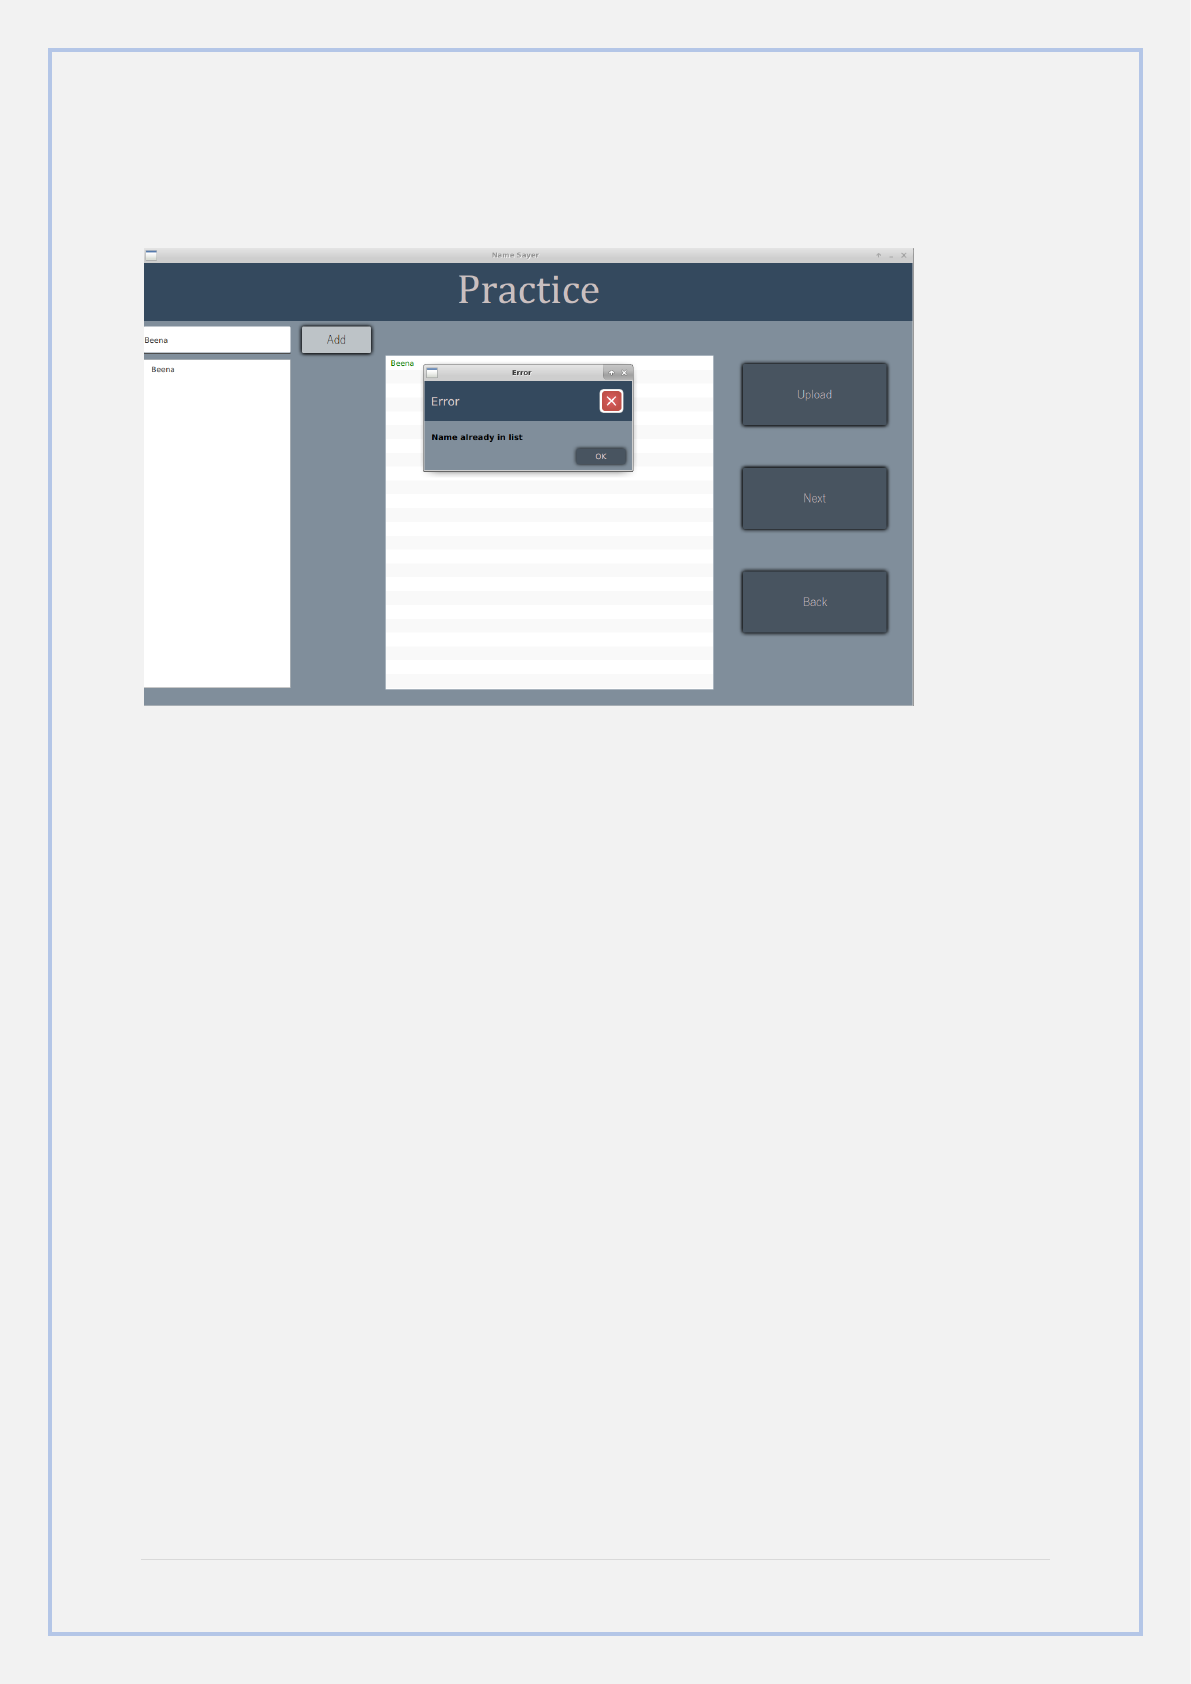 Name Sayer
Practice
Beena
Add
Beena
Beena
Error
Error
Name already in list
OK
Upload
Next
Back